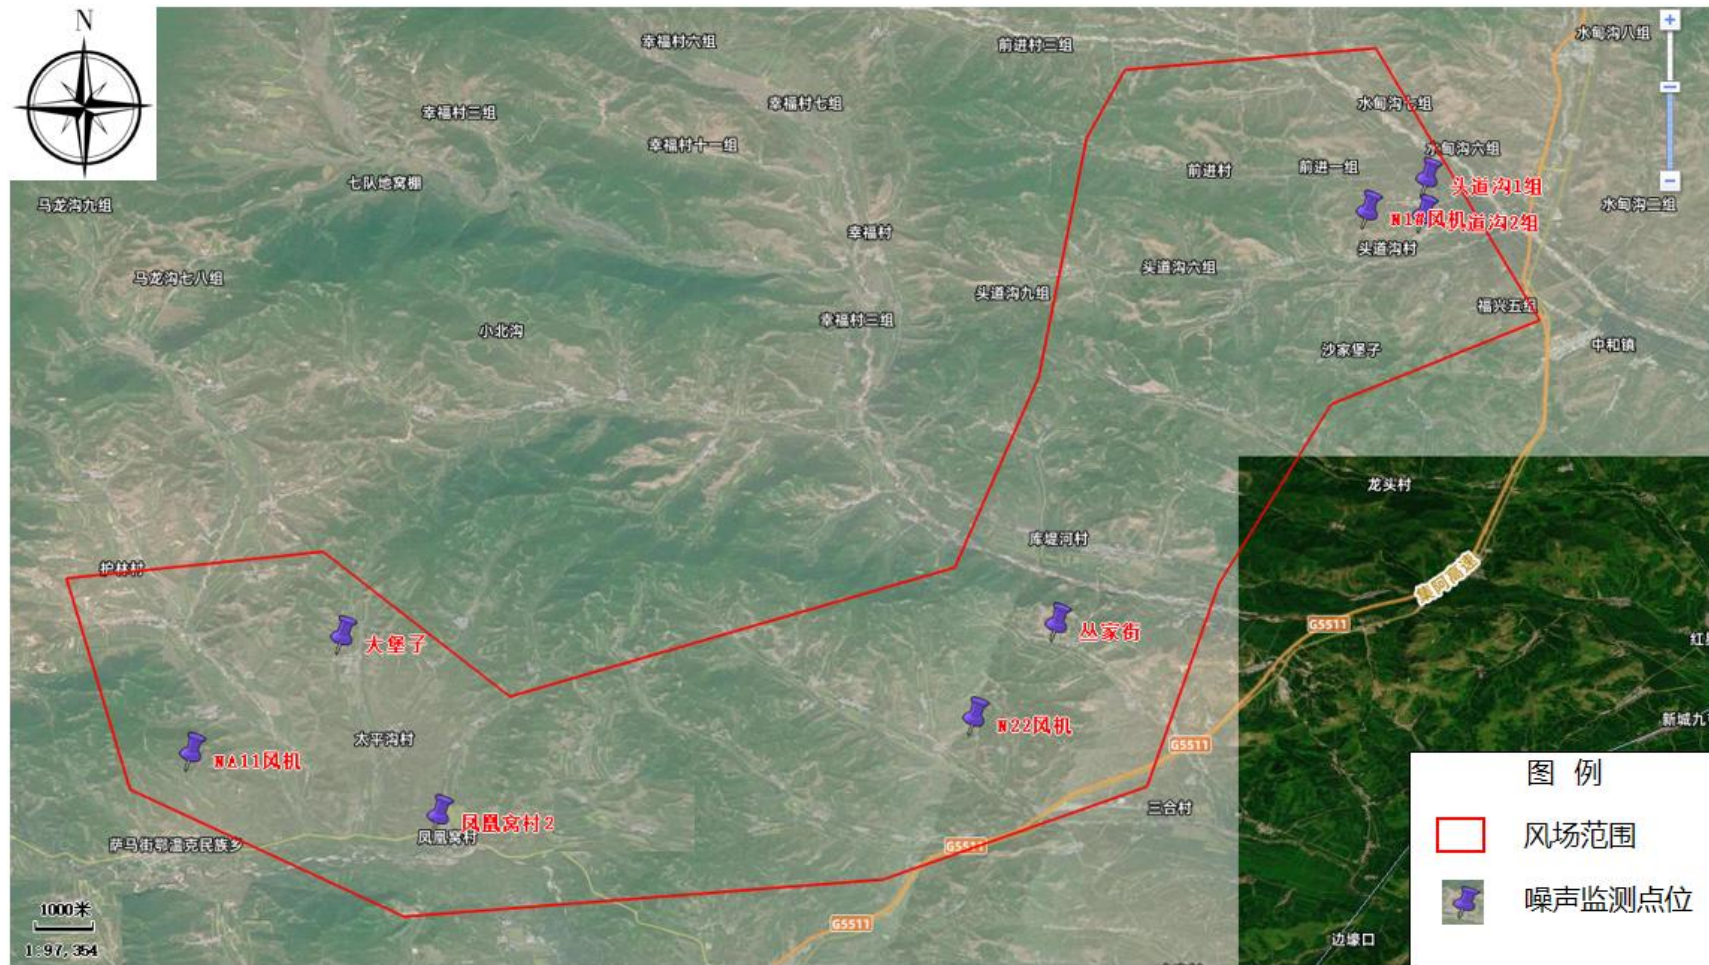 N
幸福村六组
前进村三组
水甸沟八组
幸福村三组
幸福村七组
水甸沟七组
幸福村十一组
水甸沟六组
前进村
前进一组
七队地窝棚
头道沟1组
马龙沟九组
水甸沟二组
N1#风机
道沟2组
幸福村
头道沟村
头道沟六组
马龙沟七八组
头道沟九组
福兴五组
幸福村三组
小北沟
沙家堡子
中和镇
龙头村
库堤河村
护林村
集阿高速
G5511
丛家街
大堡子
N22风机
太平沟村
G5511
新城九
NA11风机
图 例
三合村
凤凰窝村2
凤凰窝村
风场范围
萨马街鄂温克民族乡
G5511
噪声监测点位
1000米
G5511
1:97,354
边壕口